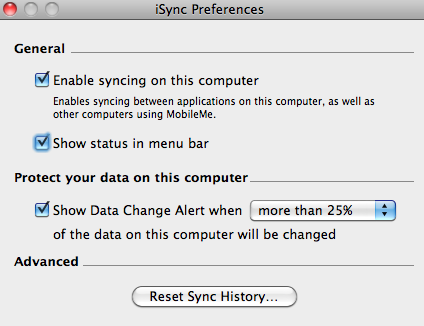 iSync Preferences
General
Enable syncing on this computer
Enables syncing between applications on this computer, as well as
other computers using MobileMe.
Show status in menu bar
Protect your data on this computer
Show Data Change Alert when more than 25%
of the data on this computer will be changed
Advanced
Reset Sync History...